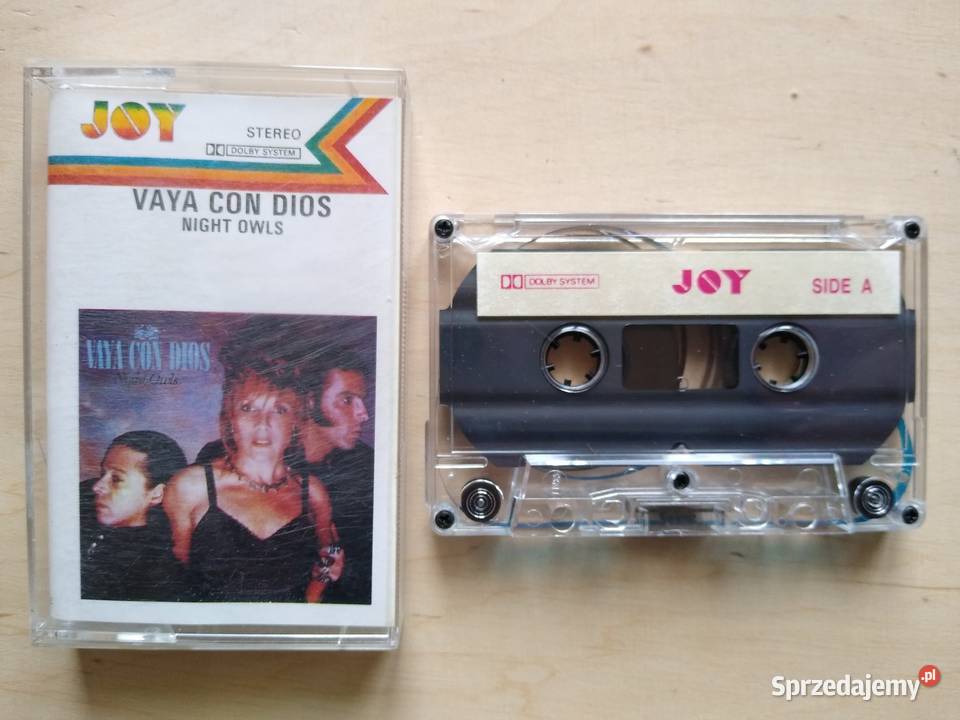 JOY
STEREO
DOLBY SYSTEM
VAYA CON DIOS
NIGHT OWLS
VAYA CON DIOS
Night Owls
DOLBY SYSTEM
JOY
SIDE A
Sprzedajemy.pl